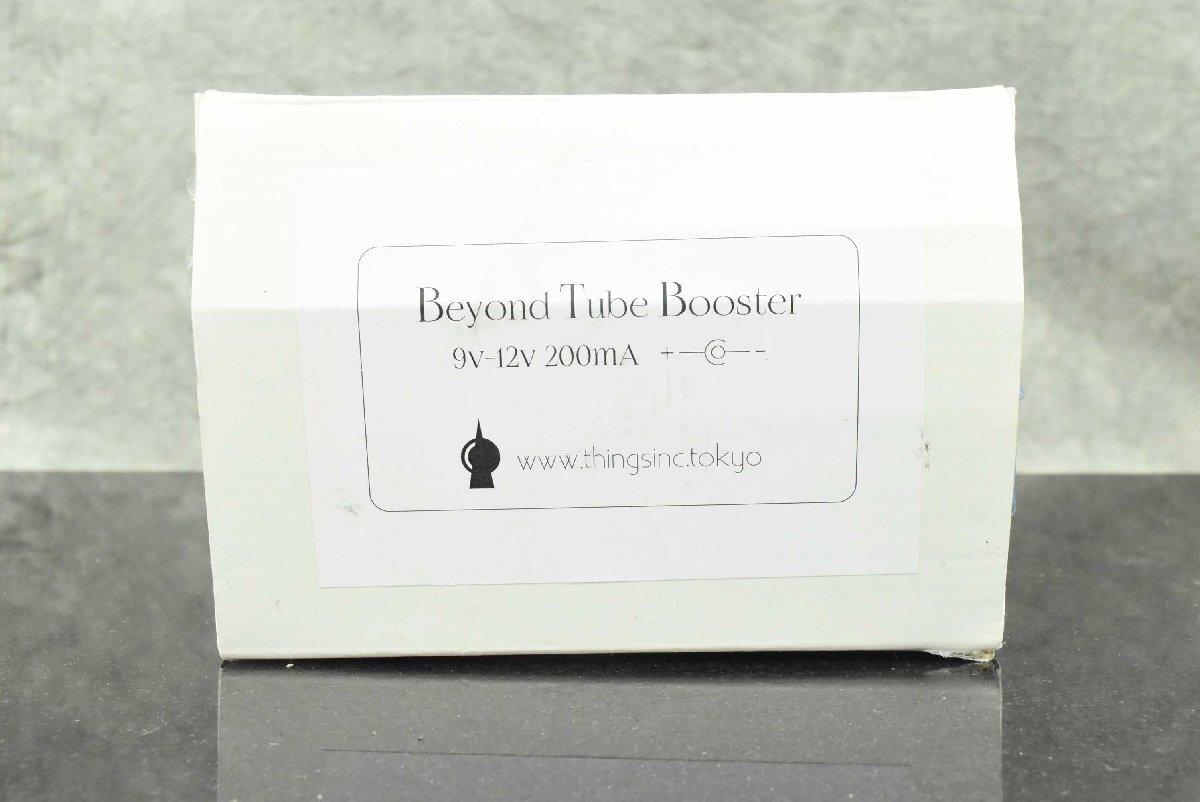 Beyond Tube Booster
9V-12V 200mA + -
www.thingsinc.tokyo